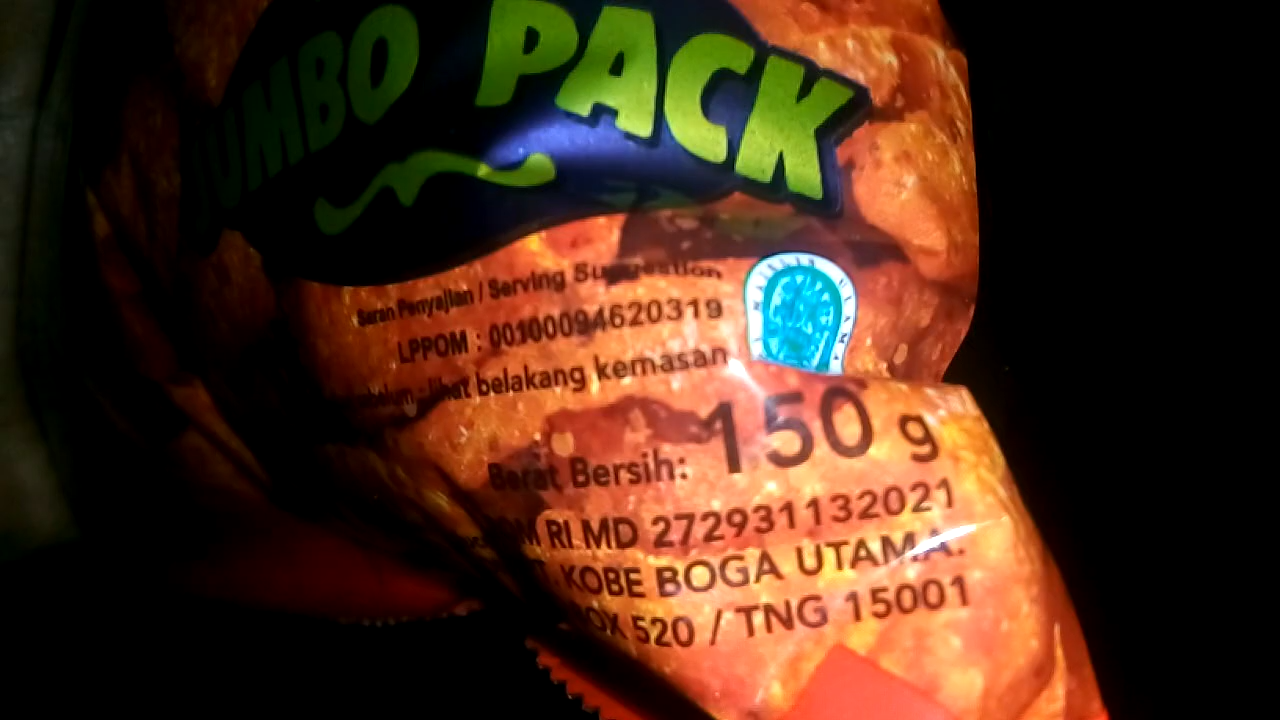 JUMBO PACK
Saran Penyajian / Serving Suggestion
LPPOM : 00100094620319
lihat belakang kemasan
Berat Bersih: 150 g
RI MD 272931132021
KOBE BOGA UTAMA.
520 / TNG 15001